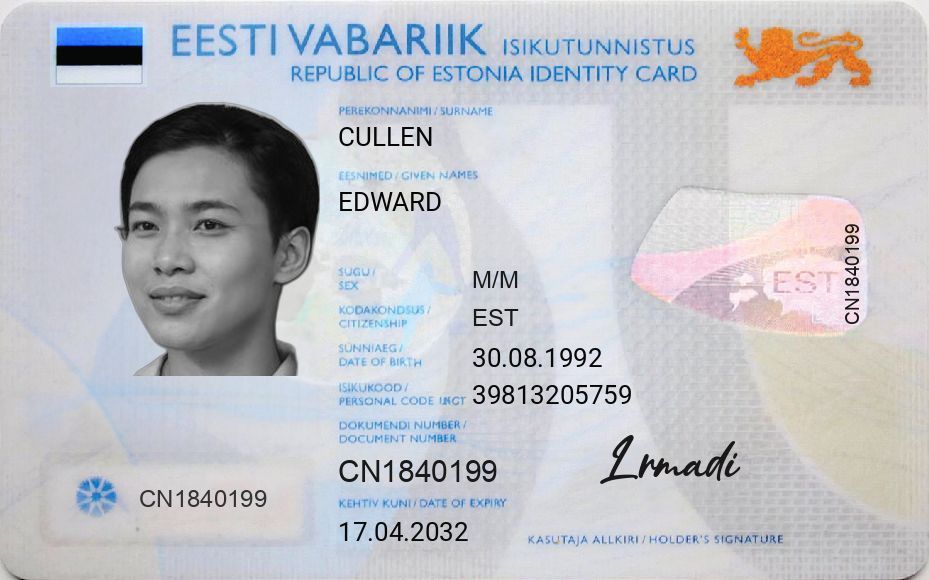 EESTI VABARIIK ISIKUTUNNISTUS
REPUBLIC OF ESTONIA IDENTITY CARD
PEREKONNANIMI / SURNAME
CULLEN
EESNIMED / GIVEN NAMES
EDWARD
SUGU /
SEX
M/M
KODAKONDSUS /
CITIZENSHIP
EST
SÜNNIAEG /
DATE OF BIRTH
30.08.1992
ISIKUKOOD /
PERSONAL CODE
39813205759
DOKUMENDI NUMBER /
DOCUMENT NUMBER
CN1840199
KEHTIV KUNI / DATE OF EXPIRY
17.04.2032
CN1840199
EST
CN1840199
Lrmadi
KASUTAJA ALLKIRI / HOLDER'S SIGNATURE